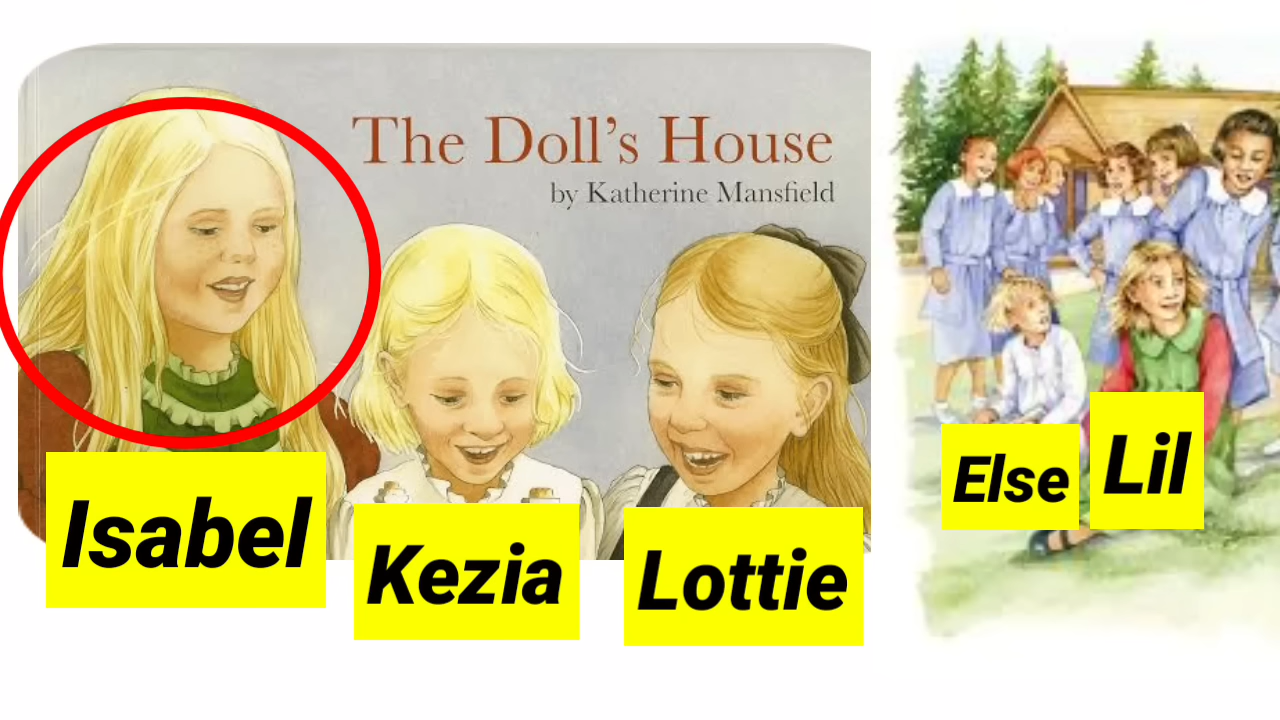 The Doll's House
by Katherine Mansfield
Isabel
Kezia
Lottie
Else
Lil